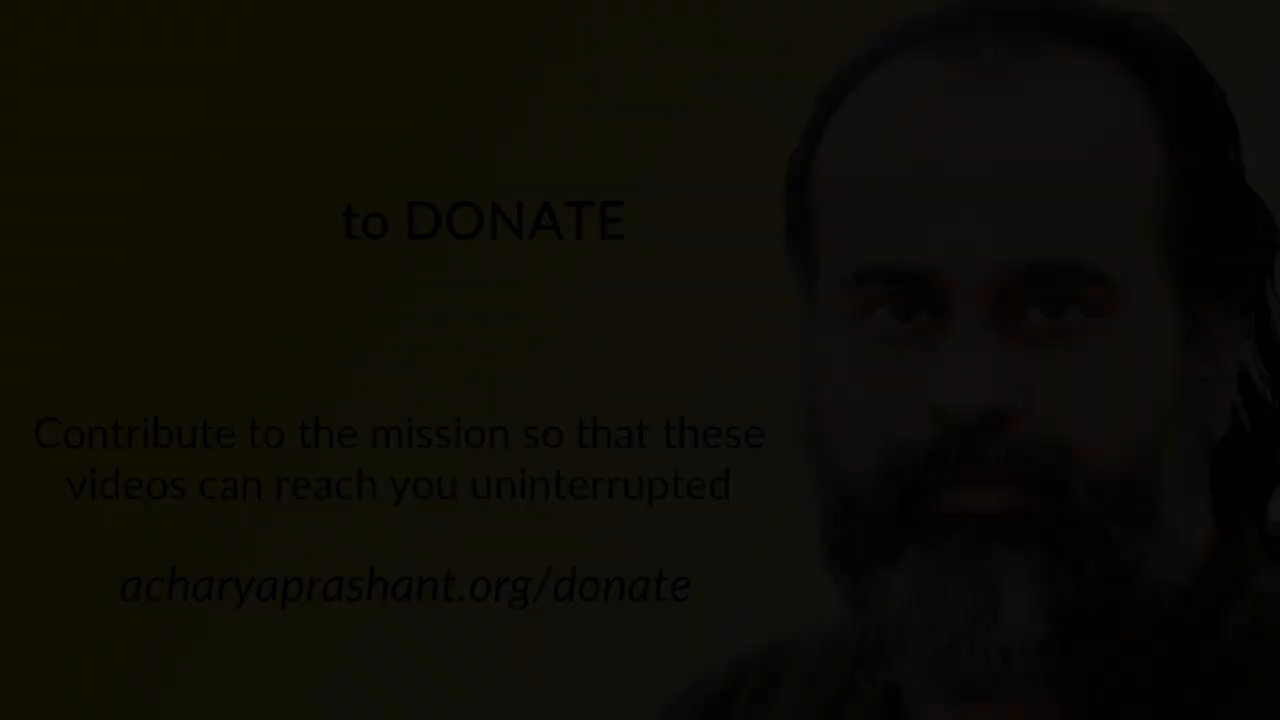 to DONATE
Contribute to the mission so that these
videos can reach you uninterrupted
acharyaprashant.org/donate